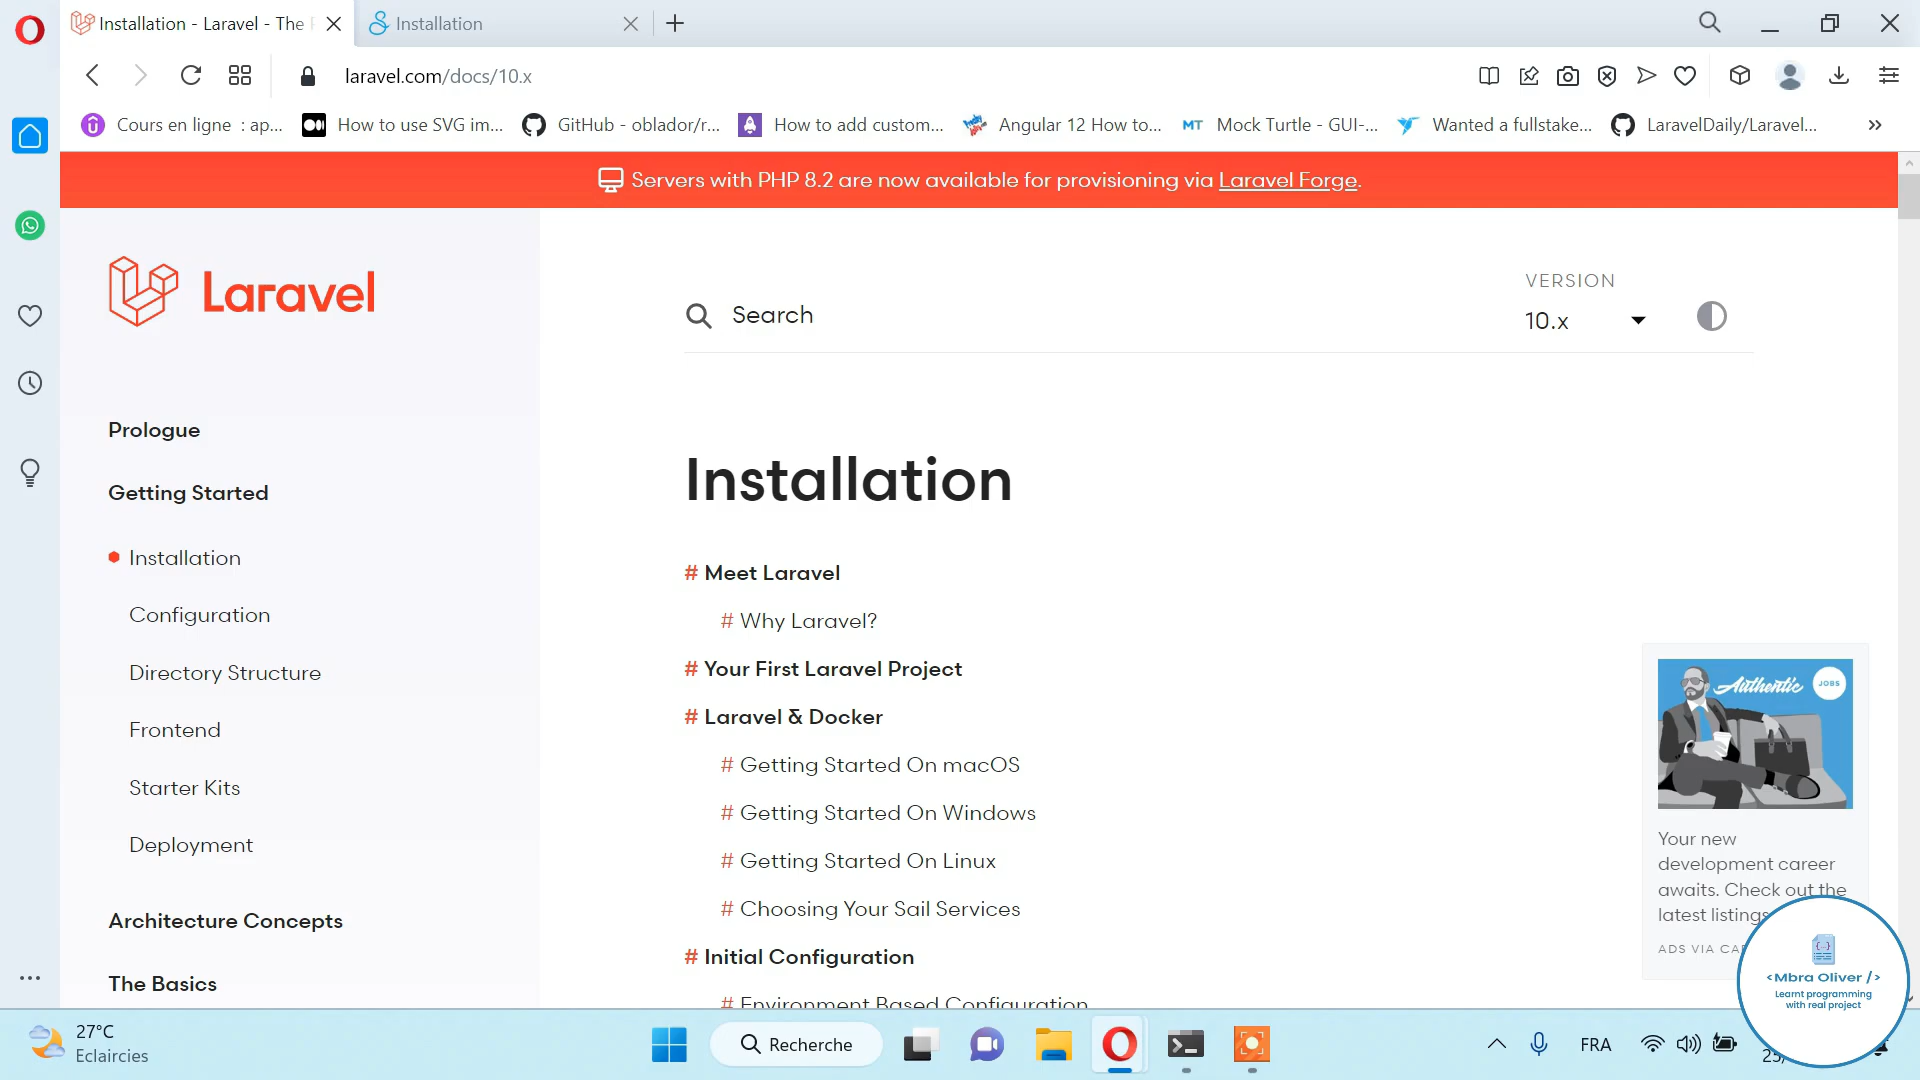 Installation - Laravel - The
Installation
laravel.com/docs/10.x
Cours en ligne : ap...
How to use SVG im...
GitHub - oblador/r...
How to add custom...
Angular 12 How to...
MT Mock Turtle - GUI-...
Wanted a fullstake...
LaravelDaily/Laravel...
Servers with PHP 8.2 are now available for provisioning via Laravel Forge.
Laravel
Search
VERSION
10.x
Prologue
Getting Started
Installation
Configuration
Directory Structure
Frontend
Starter Kits
Deployment
Architecture Concepts
The Basics
Installation
# Meet Laravel
# Why Laravel?
# Your First Laravel Project
# Laravel & Docker
# Getting Started On macOS
# Getting Started On Windows
# Getting Started On Linux
# Choosing Your Sail Services
# Initial Configuration
# Environment Based Configuration
Authentic JOBS
Your new
development career
awaits. Check out the
latest listings
ADS VIA
<Mbra Oliver />
Learnt programming
with real project
27°C
Eclaircies
Recherche
FRA